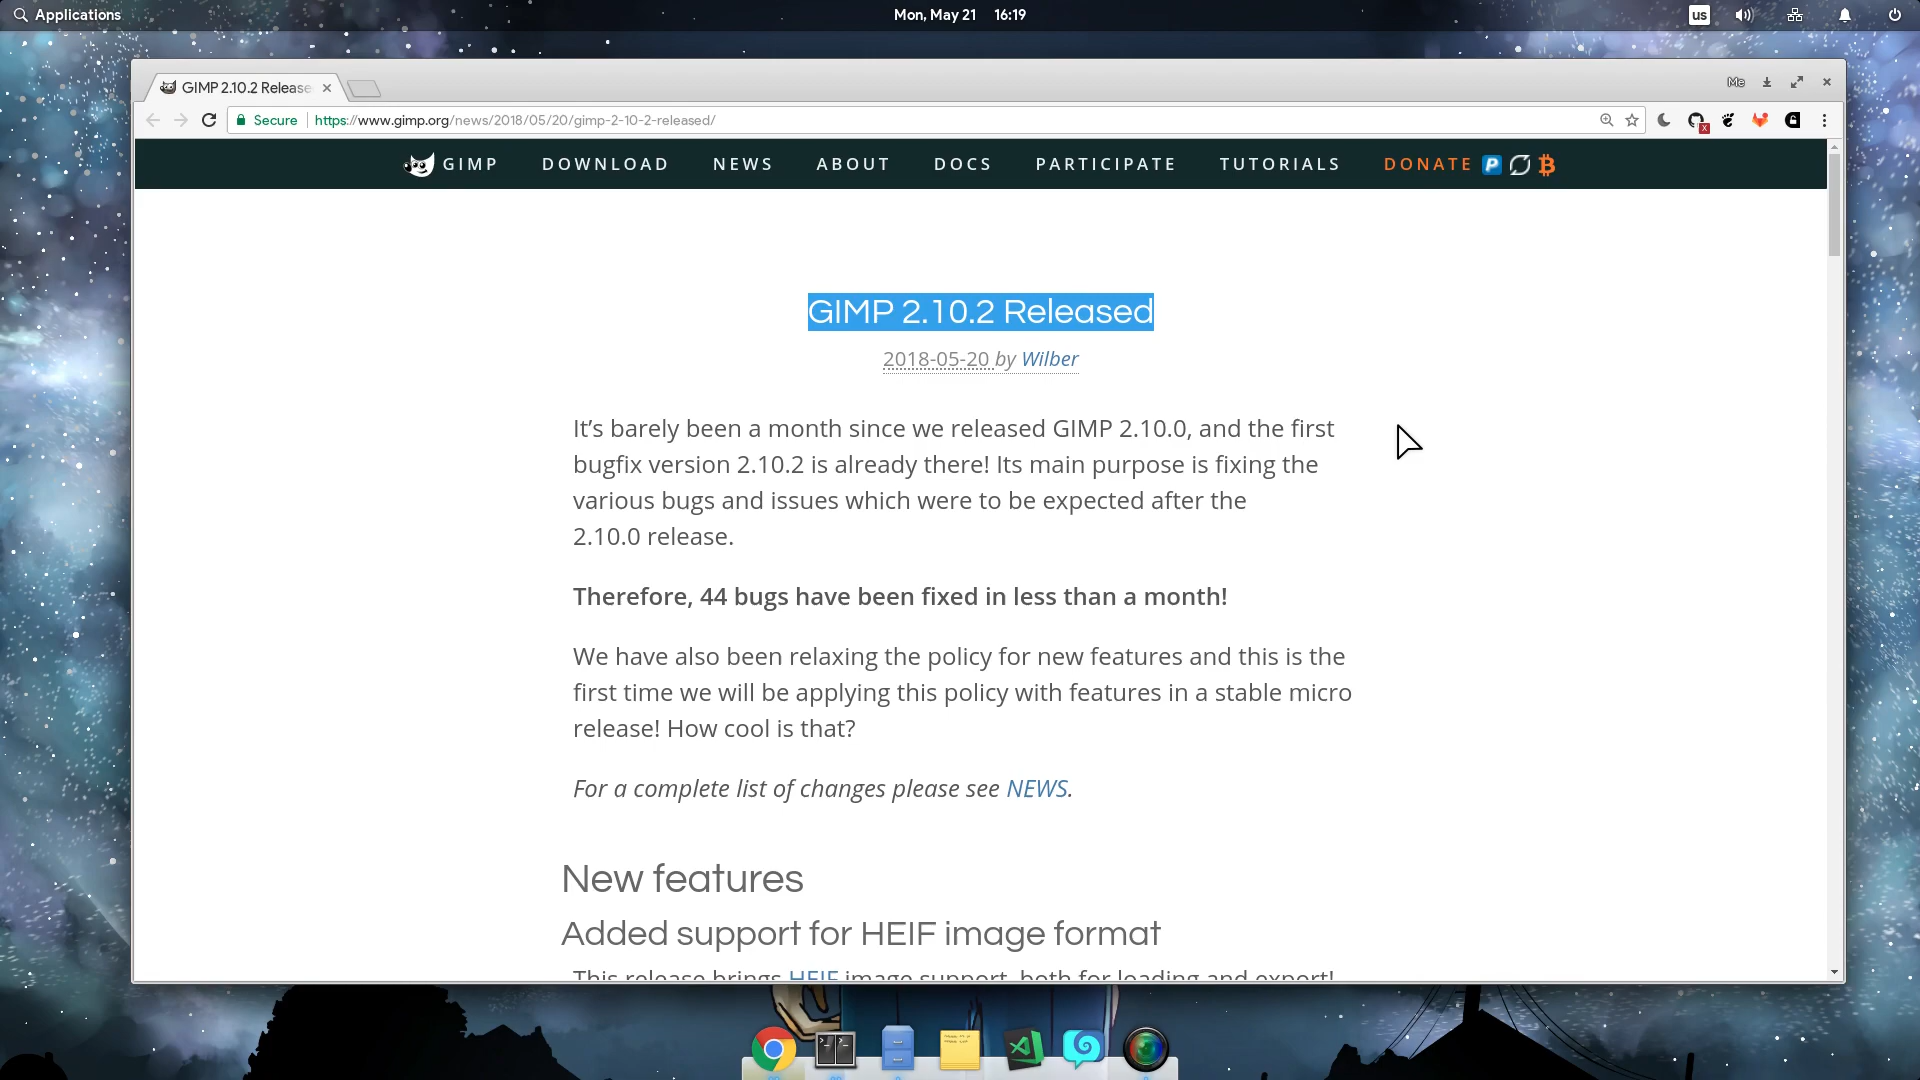 Applications
Mon, May 21 16:19
us
GIMP 2.10.2 Release
Me
Secure
https://www.gimp.org/news/2018/05/20/gimp-2-10-2-released/
GIMP DOWNLOAD NEWS ABOUT DOCS PARTICIPATE TUTORIALS DONATE
GIMP 2.10.2 Released
2018-05-20 by Wilber
It’s barely been a month since we released GIMP 2.10.0, and the first
bugfix version 2.10.2 is already there! Its main purpose is fixing the
various bugs and issues which were to be expected after the
2.10.0 release.
Therefore, 44 bugs have been fixed in less than a month!
We have also been relaxing the policy for new features and this is the
first time we will be applying this policy with features in a stable micro
release! How cool is that?
For a complete list of changes please see NEWS.
New features
Added support for HEIF image format
This release brings HEIF image support, both for loading and export!